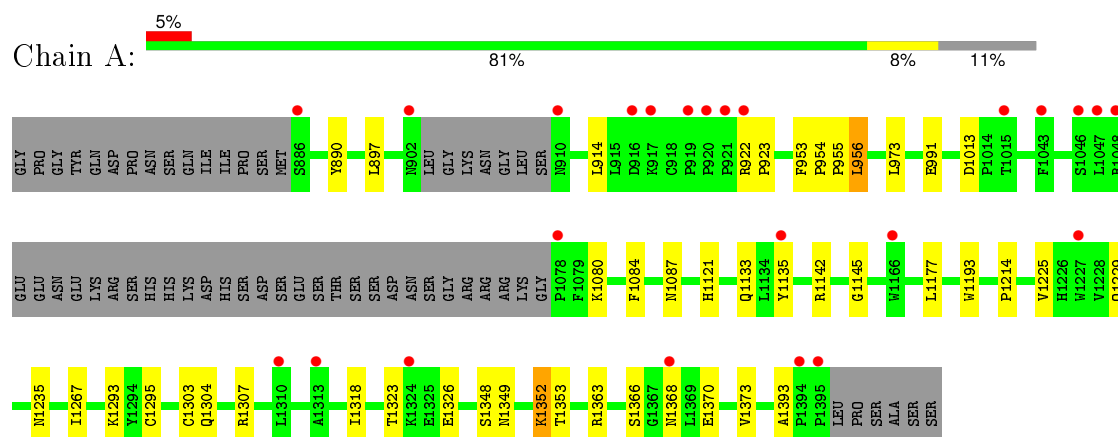 5%
Chain A:
81% 8% 11%
GLY PRO GLY TYR GLN ASP PRO ASN SER GLN ILE ILE PRO SER MET S886 Y890 L897 N902 LEU GLY LYS ASN GLY LEU SER N910 L914 L915 D916 K917 C918 P919 P920 P921 R922 P923 F953 P954 P955 L956 L973 E991 D1013 P1014 T1015 F1043 S1046 L1047 R1048
GLU GLU ASN GLU LYS ARG SER HIS HIS LYS ASP HIS SER ASP SER GLU SER THR SER SER ASP ASN SER GLY ARG ARG ARG LYS GLY P1078 F1079 K1080 F1084 N1087 H1121 Q1133 L1134 Y1135 R1142 G1145 W1166 L1177 W1193 P1214 V1225 H1226 W1227 V1228
N1235 I1267 K1293 Y1294 C1295 C1303 Q1304 R1307 L1310 A1313 I1318 T1323 K1324 E1325 E1326 S1348 N1349 K1352 T1353 R1363 S1366 G1367 N1368 L1369 E1370 V1373 A1393 P1394 P1395 LEU PRO SER ALA SER SER